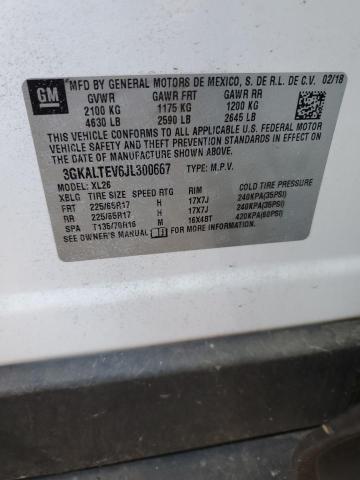 GM
MFD BY GENERAL MOTORS DE MEXICO, S. DE R.L. DE C.V. 02/18
GVWR GAWR FRT GAWR RR
2100 KG 1175 KG 1200 KG
4630 LB 2590 LB 2645 LB
THIS VEHICLE CONFORMS TO ALL APPLICABLE U.S. FEDERAL MOTOR
VEHICLE SAFETY, BUMPER, AND THEFT PREVENTION STANDARDS IN EFFECT
ON THE DATE OF MANUFACTURE SHOWN ABOVE.
3GKALTEV6JL300667 TYPE: M.P.V.
MODEL: XL26
XBLG TIRE SIZE SPEED RTG RIM COLD TIRE PRESSURE
FRT 225/65R17 H 17X7J 240KPA(35PSI)
RR 225/65R17 H 17X7J 240KPA(35PSI)
SPA T135/70R16 M 16X4BT 420KPA(60PSI)
SEE OWNER'S MANUAL FOR MORE INFORMATION.